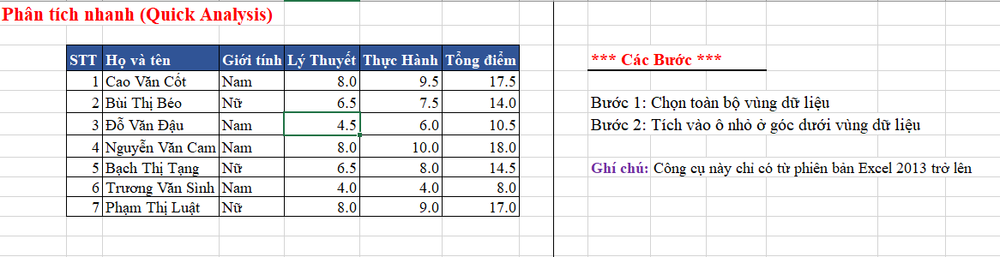 Phân tích nhanh (Quick Analysis)
STT Họ và tên Giới tính Lý Thuyết Thực Hành Tổng điểm
1 Cao Văn Cốt Nam 8.0 9.5 17.5
2 Bùi Thị Béo Nữ 6.5 7.5 14.0
3 Đỗ Văn Đậu Nam 4.5 6.0 10.5
4 Nguyễn Văn Cam Nam 8.0 10.0 18.0
5 Bạch Thị Tạng Nữ 6.5 8.0 14.5
6 Trương Văn Sình Nam 4.0 4.0 8.0
7 Phạm Thị Luật Nữ 8.0 9.0 17.0
*** Các Bước ***
Bước 1: Chọn toàn bộ vùng dữ liệu
Bước 2: Tích vào ô nhỏ ở góc dưới vùng dữ liệu
Ghí chú: Công cụ này chỉ có từ phiên bản Excel 2013 trở lên